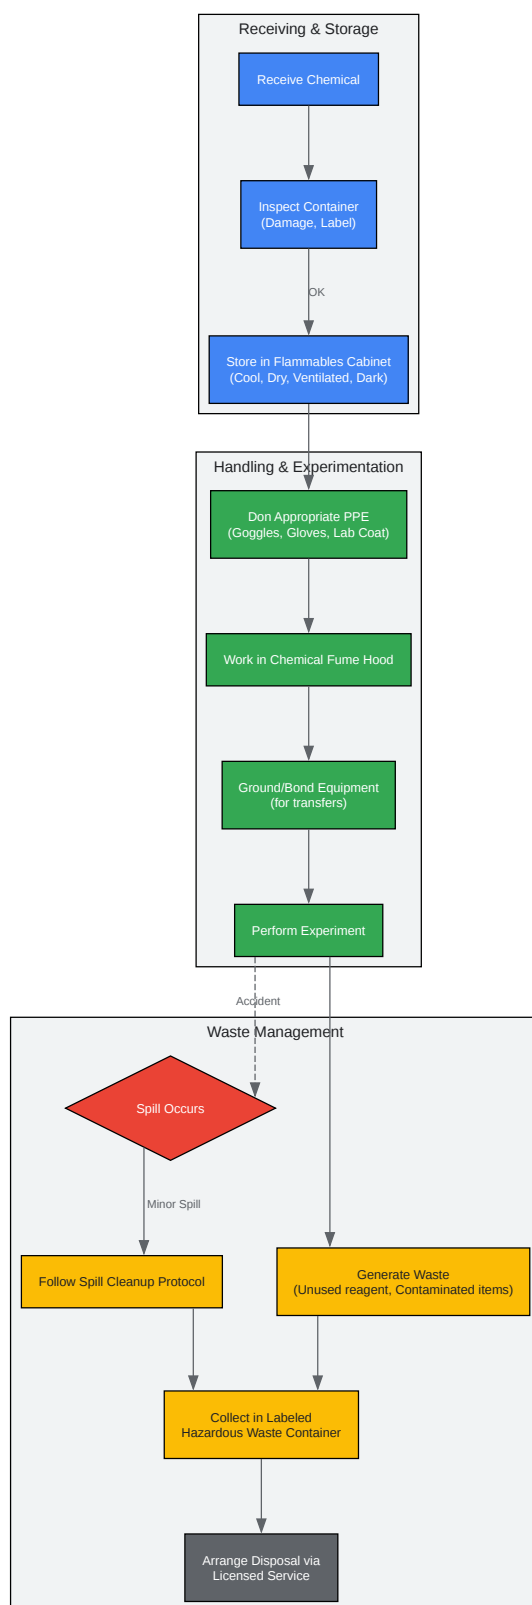 Receiving & Storage
Receive Chemical
Inspect Container
(Damage, Label)
OK
Store in Flammables Cabinet
(Cool, Dry, Ventilated, Dark)
Handling & Experimentation
Don Appropriate PPE
(Goggles, Gloves, Lab Coat)
Work in Chemical Fume Hood
Ground/Bond Equipment
(for transfers)
Perform Experiment
Accident
Waste Management
Spill Occurs
Minor Spill
Follow Spill Cleanup Protocol
Generate Waste
(Unused reagent, Contaminated items)
Collect in Labeled
Hazardous Waste Container
Arrange Disposal via
Licensed Service